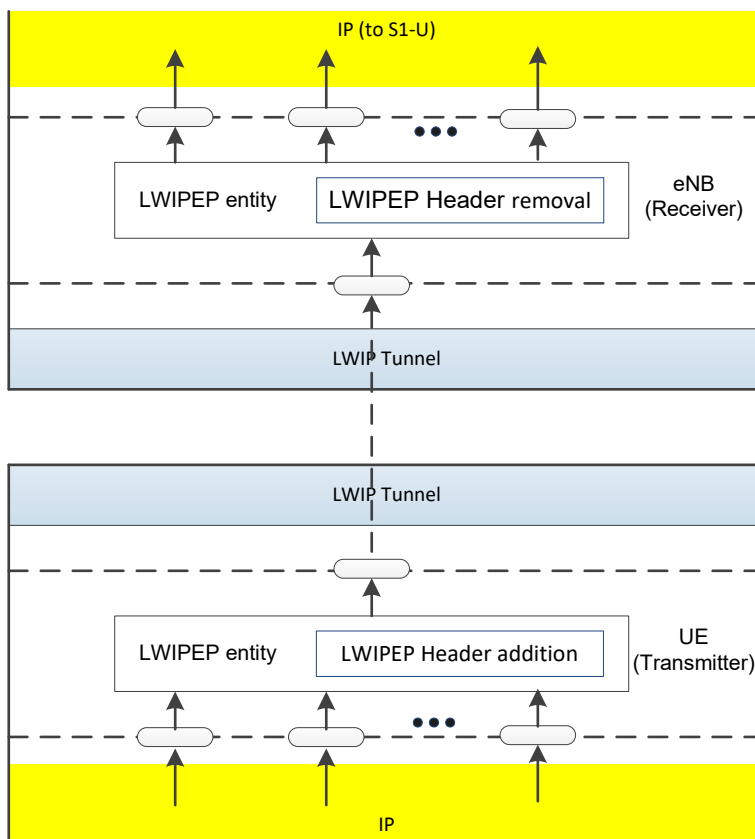 IP (to S1-U)
LWIPEP entity
LWIPEP Header removal
eNB
(Receiver)
LWIP Tunnel
LWIP Tunnel
LWIPEP entity
LWIPEP Header addition
UE
(Transmitter)
IP